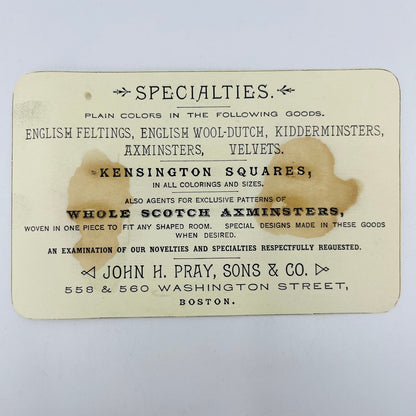 SPECIALTIES.
PLAIN COLORS IN THE FOLLOWING GOODS.
ENGLISH FELTINGS, ENGLISH WOOL-DUTCH, KIDDERMINSTERS,
AXMINSTERS, VELVETS.
KENSINGTON SQUARES,
IN ALL COLORINGS AND SIZES.
ALSO AGENTS FOR EXCLUSIVE PATTERNS OF
WHOLE SCOTCH AXMINSTERS,
WOVEN IN ONE PIECE TO FIT ANY SHAPED ROOM. SPECIAL DESIGNS MADE IN THESE GOODS
WHEN DESIRED.
AN EXAMINATION OF OUR NOVELTIES AND SPECIALTIES RESPECTFULLY REQUESTED.
JOHN H. PRAY, SONS & CO.
558 & 560 WASHINGTON STREET,
BOSTON.